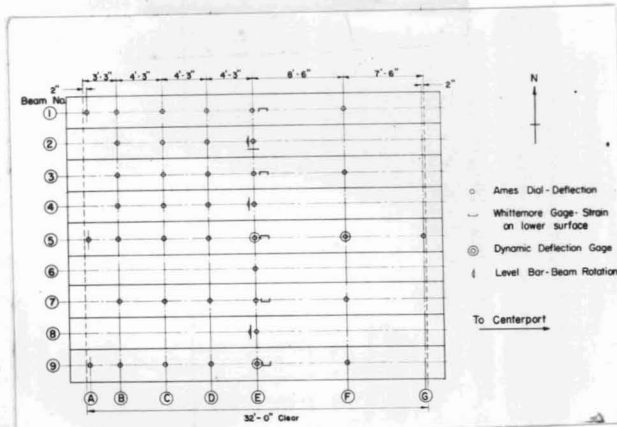 3'-3" 4'-3" 4'-3" 4'-3" 8'-6" 7'-6"
2" 2"
Beam No.
1
2
3
4
5
6
7
8
9
A B C D E F G
32'-0" Clear
N
Ames Dial-Deflection
Whittemore Gage-Strain
on lower surface
Dynamic Deflection Gage
Level Bar-Beam Rotation
To Centerport